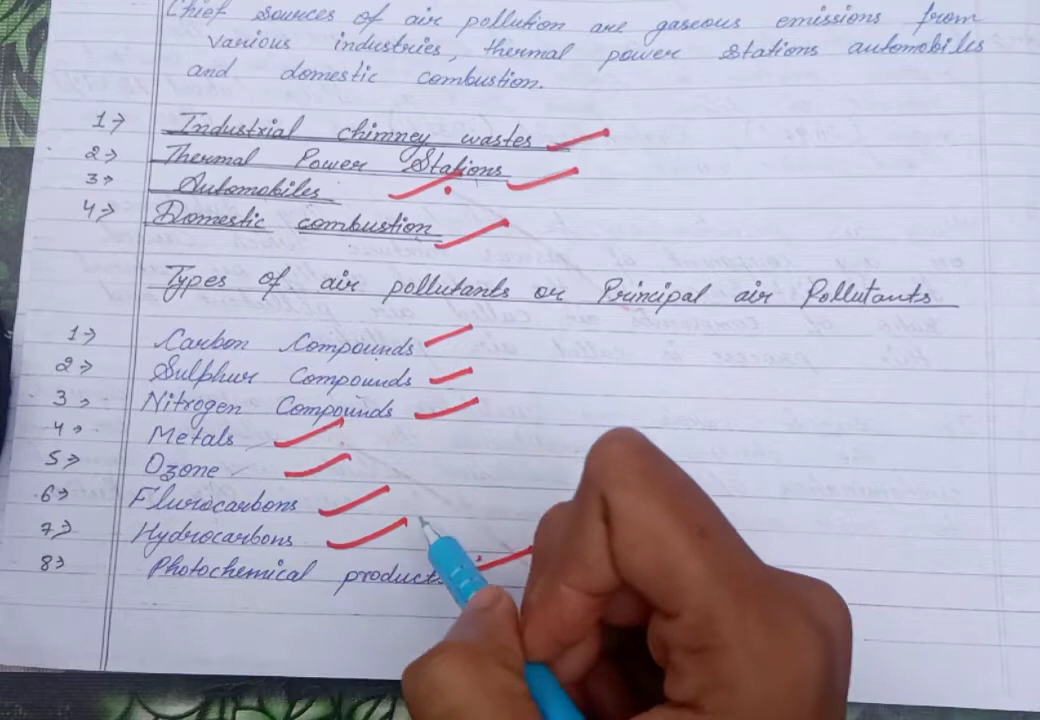 Chief sources of air pollution are gaseous emissions from
various industries, thermal power stations automobiles
and domestic combustion.
1→ Industrial chimney wastes
2→ Thermal Power Stations
3→ Automobiles
4→ Domestic combustion
Types of air pollutants or Principal air Pollutants
1→ Carbon Compounds
2→ Sulphur Compounds
3→ Nitrogen Compounds
4→ Metals
5→ Ozone
6→ Flurocarbons
7→ Hydrocarbons
8→ Photochemical products